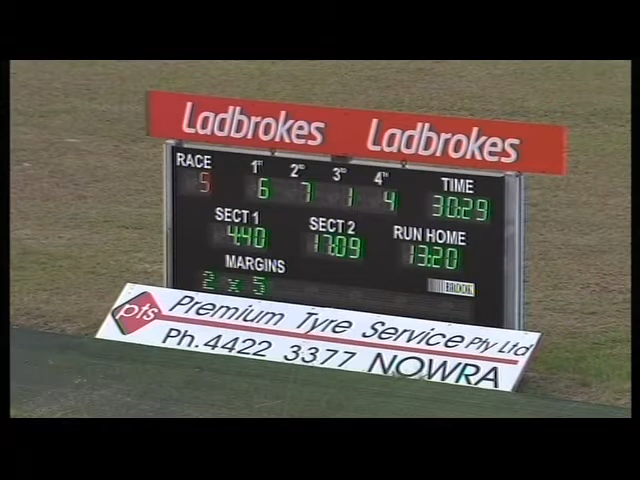 Ladbrokes Ladbrokes
RACE 1ST 2ND 3RD 4TH TIME
5 6 7 1 4 30:29
SECT 1 SECT 2 RUN HOME
4:40 17:09 13:20
MARGINS
2 x 5
pts Premium Tyre Service Pty Ltd
Ph. 4422 3377 NOWRA